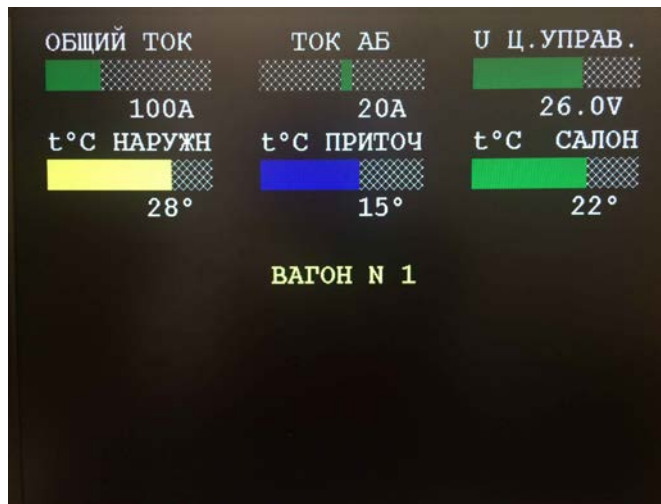 ОБЩИЙ ТОК ТОК АБ U Ц.УПРАВ.
100A 20A 26.0V
t°C НАРУЖН t°C ПРИТОЧ t°C САЛОН
28° 15° 22°
ВАГОН N 1